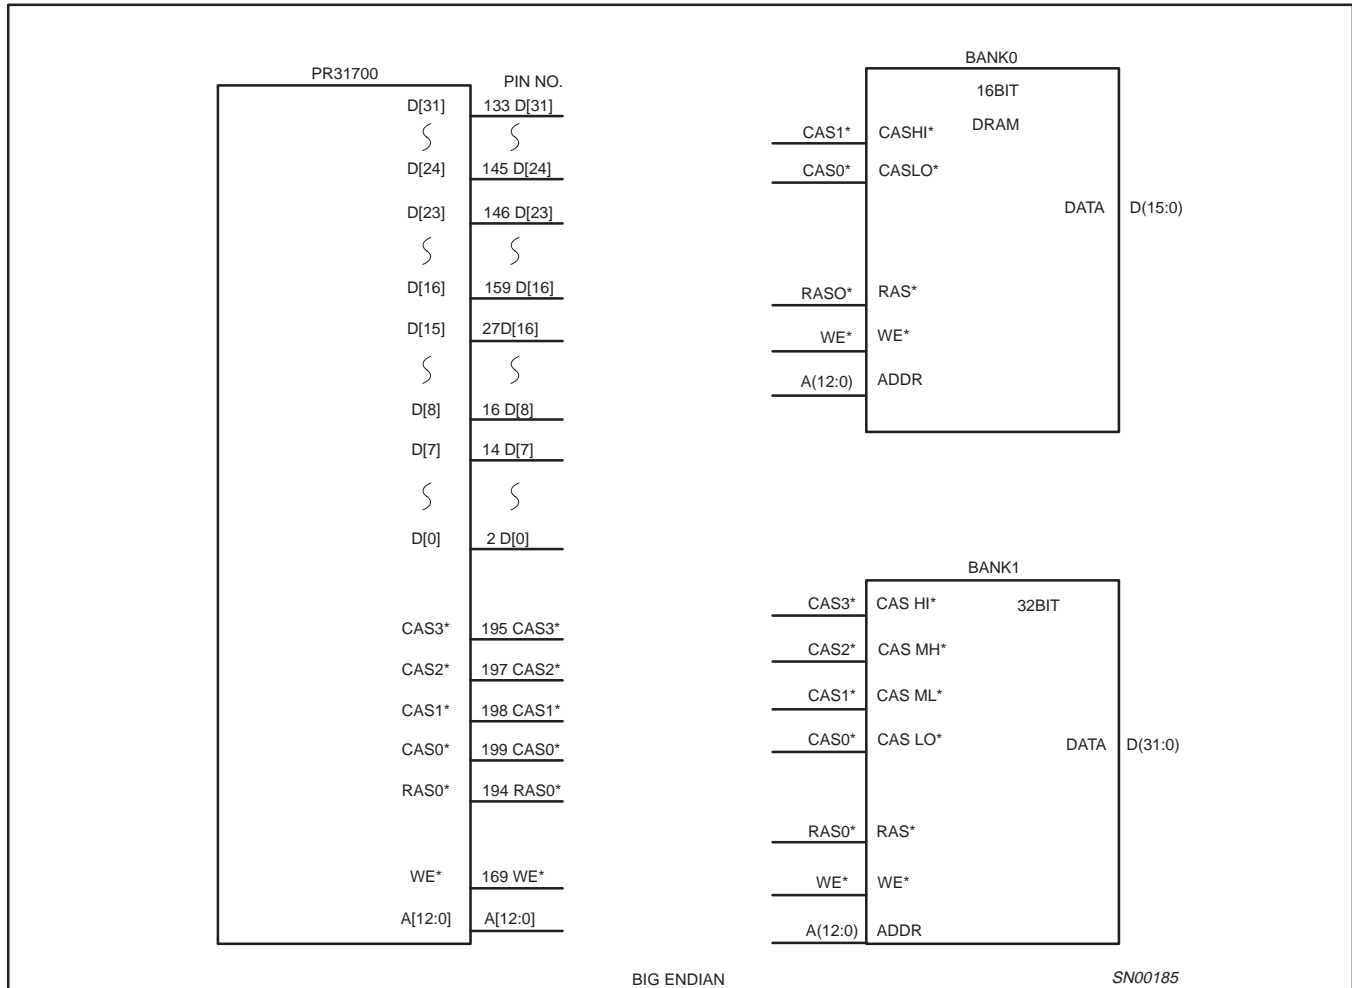 PR31700
PIN NO.
D[31] 133 D[31]
D[24] 145 D[24]
D[23] 146 D[23]
D[16] 159 D[16]
D[15] 27D[16]
D[8] 16 D[8]
D[7] 14 D[7]
D[0] 2 D[0]
CAS3* 195 CAS3*
CAS2* 197 CAS2*
CAS1* 198 CAS1*
CAS0* 199 CAS0*
RAS0* 194 RAS0*
WE* 169 WE*
A[12:0] A[12:0]
BANK0
16BIT
DRAM
CAS1* CASHI*
CAS0* CASLO*
DATA D(15:0)
RASO* RAS*
WE* WE*
A(12:0) ADDR
BANK1
CAS3* CAS HI* 32BIT
CAS2* CAS MH*
CAS1* CAS ML*
CAS0* CAS LO* DATA D(31:0)
RAS0* RAS*
WE* WE*
A(12:0) ADDR
BIG ENDIAN
SN00185